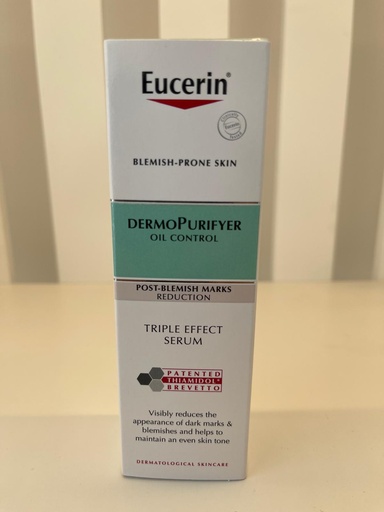 Eucerin®
Eucerin
BLEMISH-PRONE SKIN
DERMOPURIFYER
OIL CONTROL
POST-BLEMISH MARKS
REDUCTION
TRIPLE EFFECT
SERUM
PATENTED
THIAMIDOL®
BREVETTO
Visibly reduces the
appearance of dark marks &
blemishes and helps to
maintain an even skin tone
DERMATOLOGICAL SKINCARE